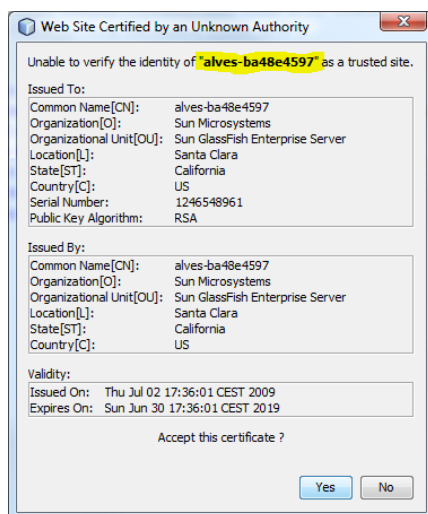 Web Site Certified by an Unknown Authority
Unable to verify the identity of "alves-ba48e4597" as a trusted site.
Issued To:
Common Name[CN]: alves-ba48e4597
Organization[O]: Sun Microsystems
Organizational Unit[OU]: Sun GlassFish Enterprise Server
Location[L]: Santa Clara
State[ST]: California
Country[C]: US
Serial Number: 1246548961
Public Key Algorithm: RSA
Issued By:
Common Name[CN]: alves-ba48e4597
Organization[O]: Sun Microsystems
Organizational Unit[OU]: Sun GlassFish Enterprise Server
Location[L]: Santa Clara
State[ST]: California
Country[C]: US
Validity:
Issued On: Thu Jul 02 17:36:01 CEST 2009
Expires On: Sun Jun 30 17:36:01 CEST 2019
Accept this certificate ?
Yes No